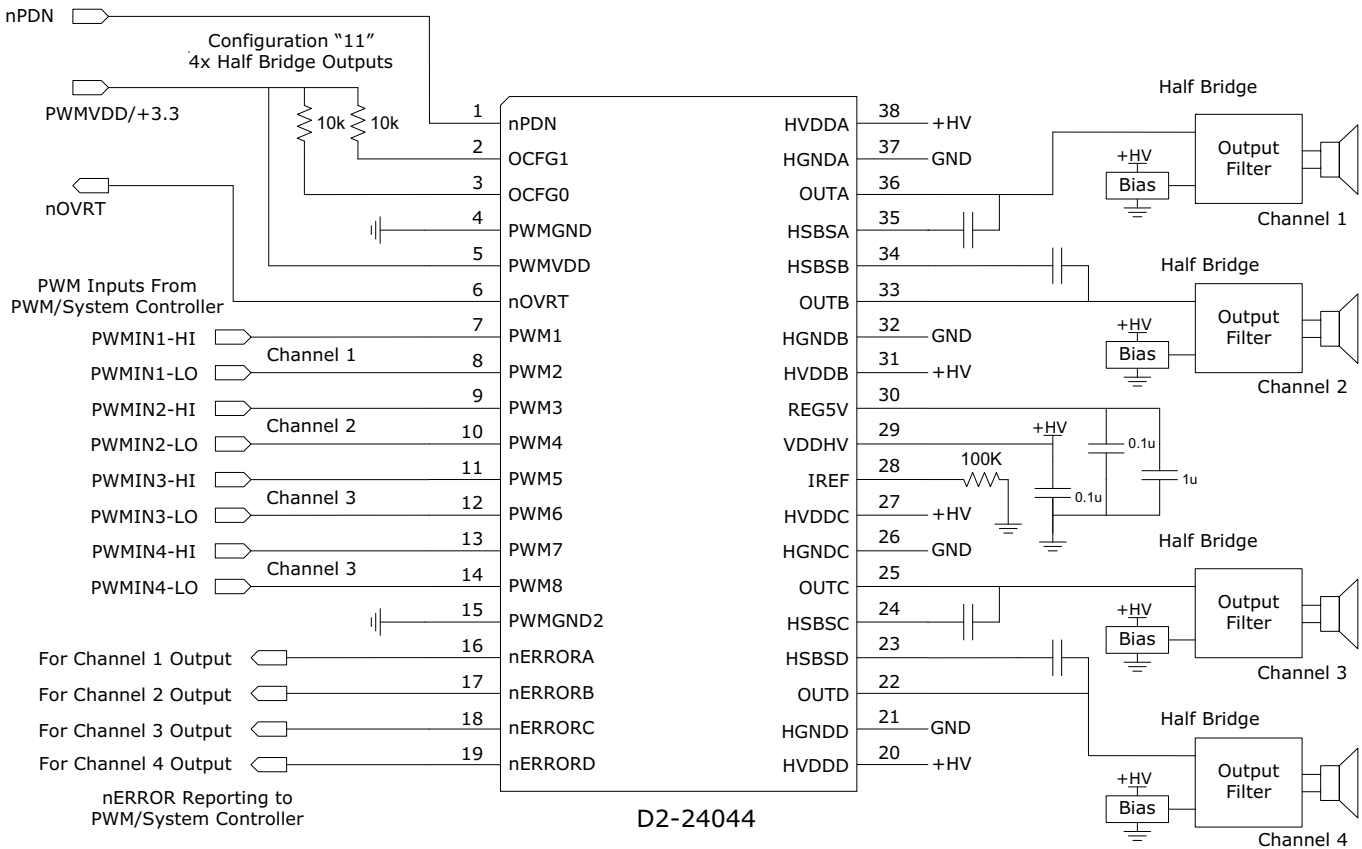 nPDN
Configuration “11”
4x Half Bridge Outputs
PWMVDD/+3.3
10k
10k
nOVRT
PWM Inputs From
PWM/System Controller
PWMIN1-HI
Channel 1
PWMIN1-LO
PWMIN2-HI
Channel 2
PWMIN2-LO
PWMIN3-HI
Channel 3
PWMIN3-LO
PWMIN4-HI
Channel 3
PWMIN4-LO
For Channel 1 Output
For Channel 2 Output
For Channel 3 Output
For Channel 4 Output
nERROR Reporting to
PWM/System Controller
1 nPDN
2 OCFG1
3 OCFG0
4 PWMGND
5 PWMVDD
6 nOVRT
7 PWM1
8 PWM2
9 PWM3
10 PWM4
11 PWM5
12 PWM6
13 PWM7
14 PWM8
15 PWMGND2
16 nERRORA
17 nERRORB
18 nERRORC
19 nERRORD
HVDDA 38 +HV
HGNDA 37 GND
OUTA 36
HSBSA 35
HSBSB 34
OUTB 33
HGNDB 32 GND
HVDDB 31 +HV
REG5V 30
VDDHV 29
IREF 28
HVDDC 27 +HV
HGNDC 26 GND
OUTC 25
HSBSC 24
HSBSD 23
OUTD 22
HGNDD 21 GND
HVDDD 20 +HV
D2-24044
100K
+HV
0.1u
0.1u
1u
Half Bridge
+HV
Bias
Output
Filter
Channel 1
Half Bridge
+HV
Bias
Output
Filter
Channel 2
Half Bridge
+HV
Bias
Output
Filter
Channel 3
Half Bridge
+HV
Bias
Output
Filter
Channel 4